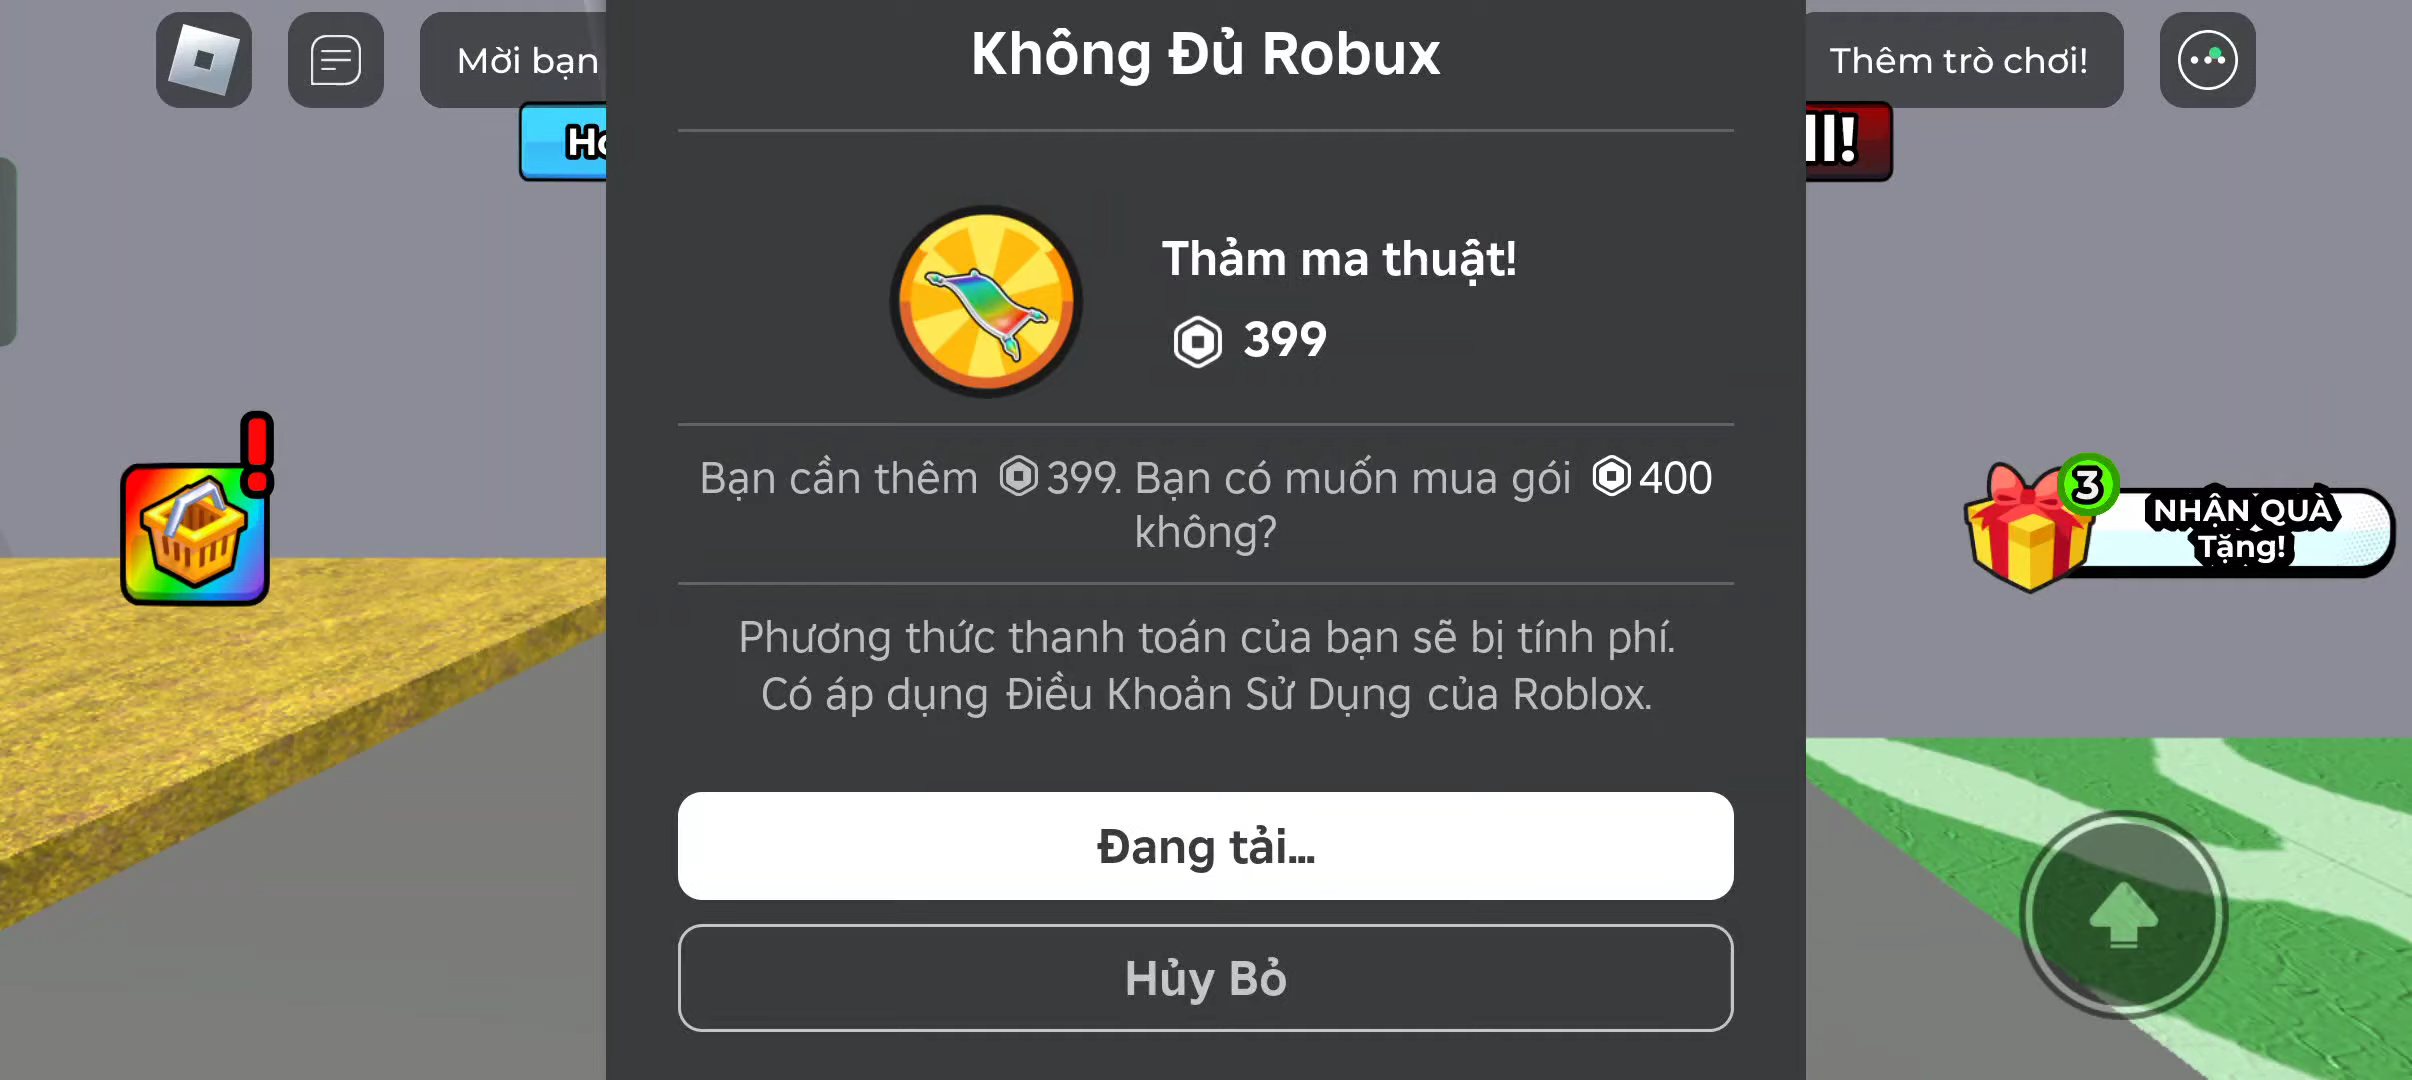 Mời bạn
Không Đủ Robux
Thêm trò chơi!
ll!
Thảm ma thuật!
399
Bạn cần thêm 399. Bạn có muốn mua gói 400
không?
3
NHẬN QUÀ
Tặng!
Phương thức thanh toán của bạn sẽ bị tính phí.
Có áp dụng Điều Khoản Sử Dụng của Roblox.
Đang tải...
Hủy Bỏ